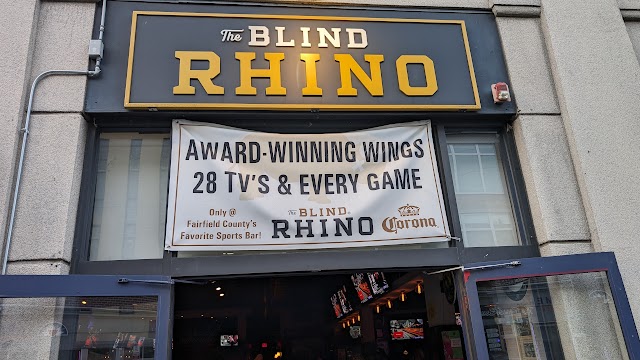 The BLIND
RHINO
AWARD-WINNING WINGS
28 TV'S & EVERY GAME
Only @
Fairfield County's
Favorite Sports Bar!
The BLIND
RHINO
Corona